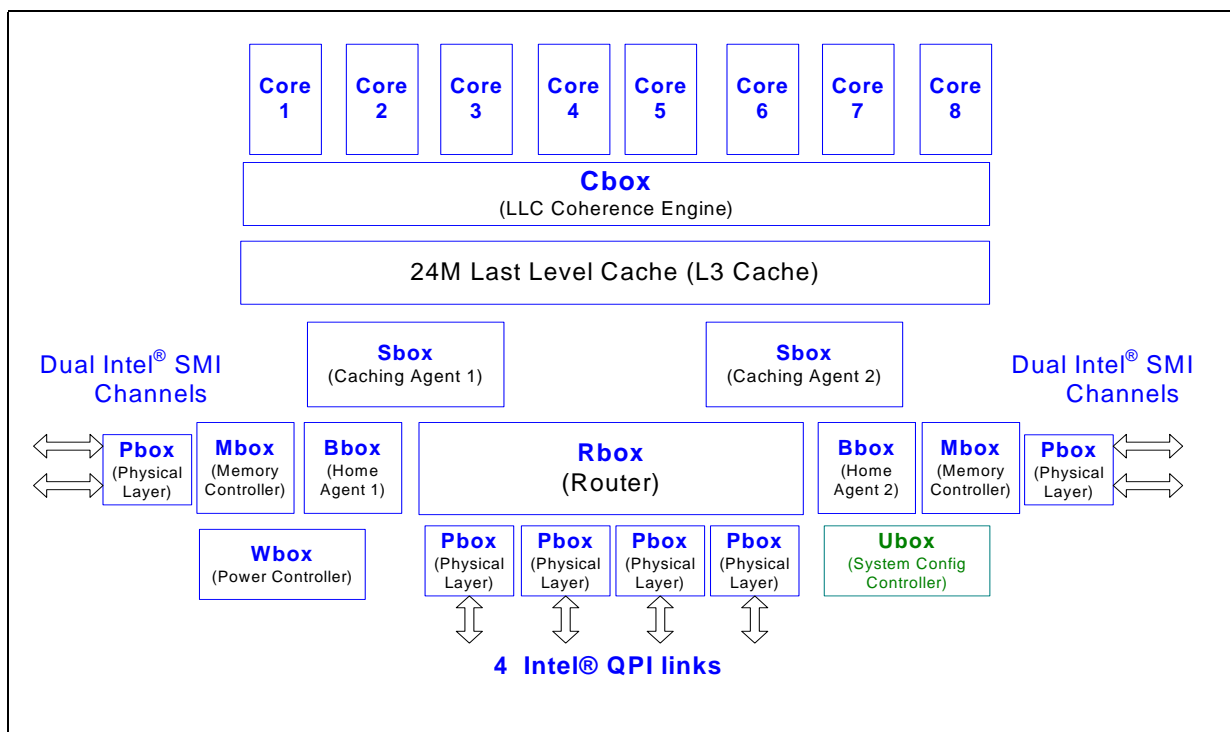 Core 1
Core 2
Core 3
Core 4
Core 5
Core 6
Core 7
Core 8
Cbox
(LLC Coherence Engine)
24M Last Level Cache (L3 Cache)
Dual Intel® SMI
Channels
Sbox
(Caching Agent 1)
Sbox
(Caching Agent 2)
Dual Intel® SMI
Channels
Pbox
(Physical
Layer)
Mbox
(Memory
Controller)
Bbox
(Home
Agent 1)
Rbox
(Router)
Bbox
(Home
Agent 2)
Mbox
(Memory
Controller)
Pbox
(Physical
Layer)
Wbox
(Power Controller)
Pbox
(Physical
Layer)
Pbox
(Physical
Layer)
Pbox
(Physical
Layer)
Pbox
(Physical
Layer)
Ubox
(System Config
Controller)
4 Intel® QPI links